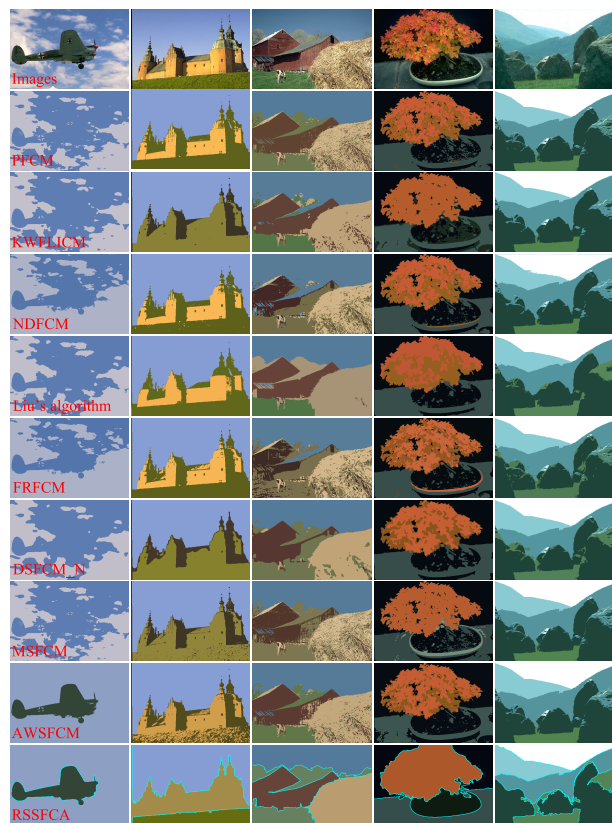 Images
PFCM
KWFLICM
NDFCM
Liu's algorithm
FRFCM
DSFCM_N
MSFCM
AWSFCM
RSSFCA